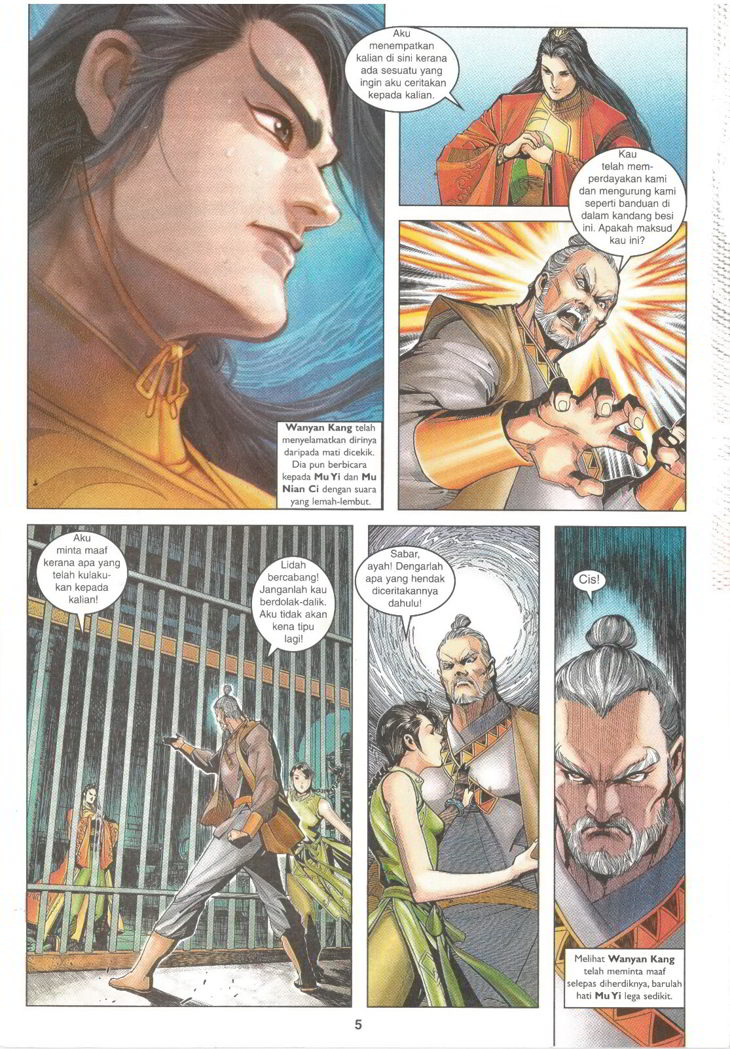 Wanyan Kang telah
menyelamatkan dirinya
daripada mati dicekik.
Dia pun berbicara
kepada Mu Yi dan Mu
Nian Ci dengan suara
yang lemah-lembut.
Aku
menempatkan
kalian di sini kerana
ada sesuatu yang
ingin aku ceritakan
kepada kalian.
Kau
telah mem-
perdayakan kami
dan mengurung kami
seperti banduan di
dalam kandang besi
ini. Apakah maksud
kau ini?
Aku
minta maaf
kerana apa yang
telah kulaku-
kan kepada
kalian!
Lidah
bercabang!
Janganlah kau
berdolak-dalik.
Aku tidak akan
kena tipu
lagi!
Sabar,
ayah! Dengarlah
apa yang hendak
diceritakannya
dahulu!
Cis!
Melihat Wanyan Kang
telah meminta maaf
selepas diherdiknya, barulah
hati Mu Yi lega sedikit.
5